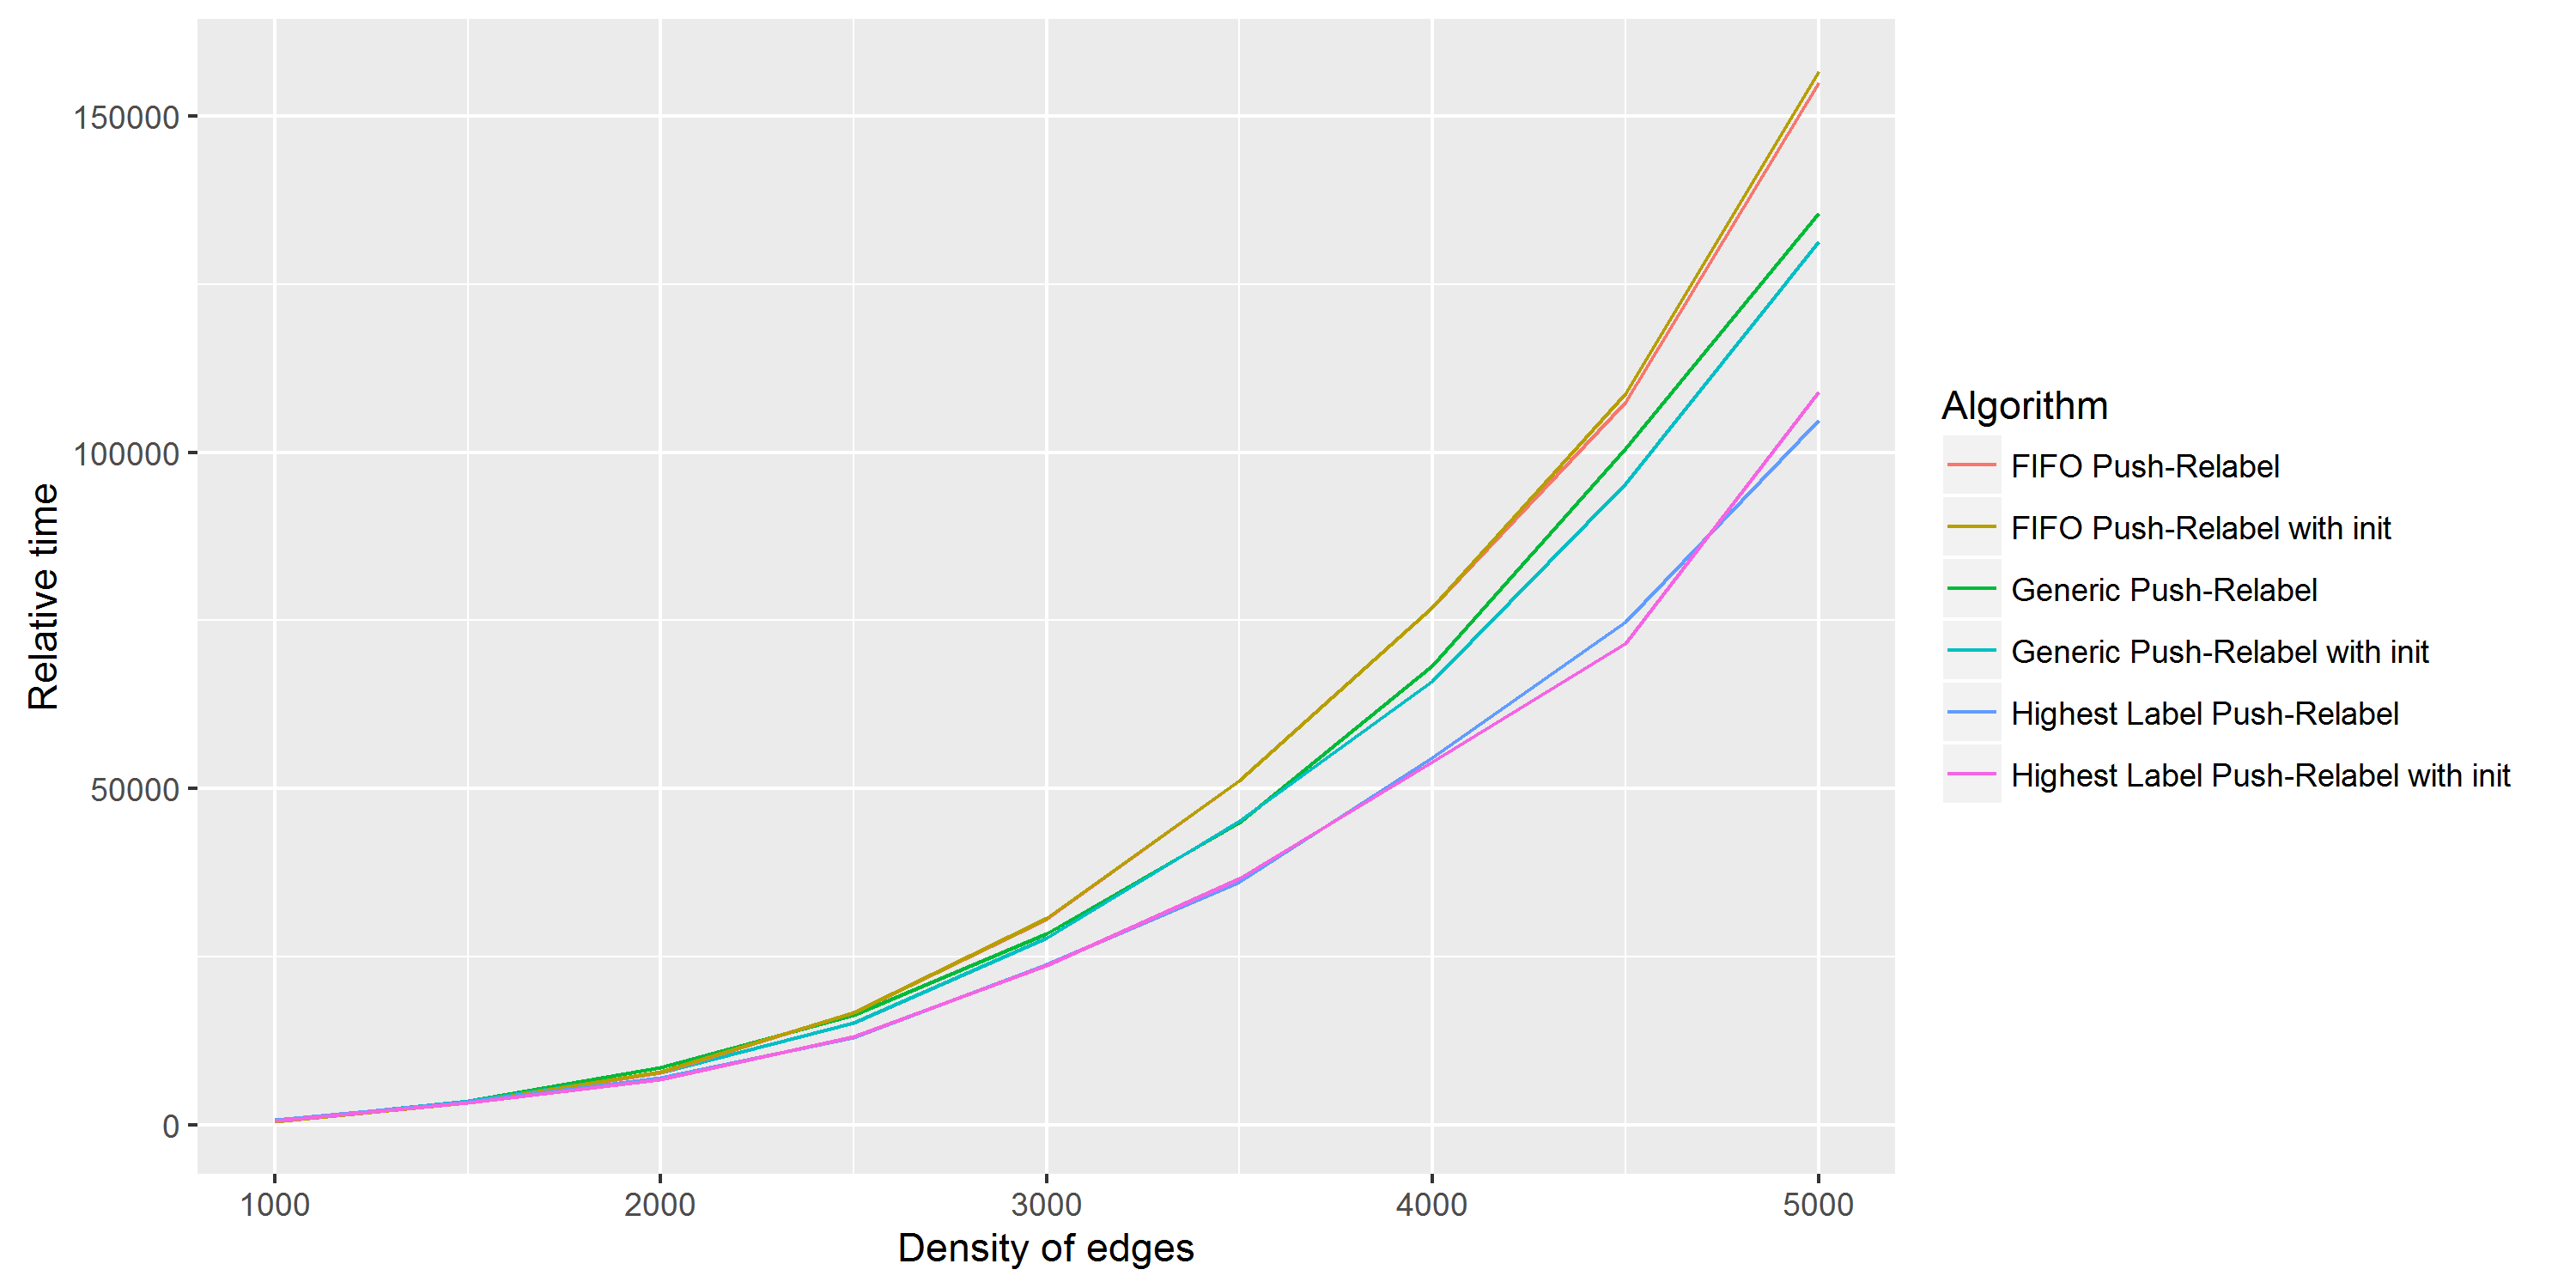 Relative time
150000
100000
50000
0
1000 2000 3000 4000 5000
Density of edges
Algorithm
FIFO Push-Relabel
FIFO Push-Relabel with init
Generic Push-Relabel
Generic Push-Relabel with init
Highest Label Push-Relabel
Highest Label Push-Relabel with init